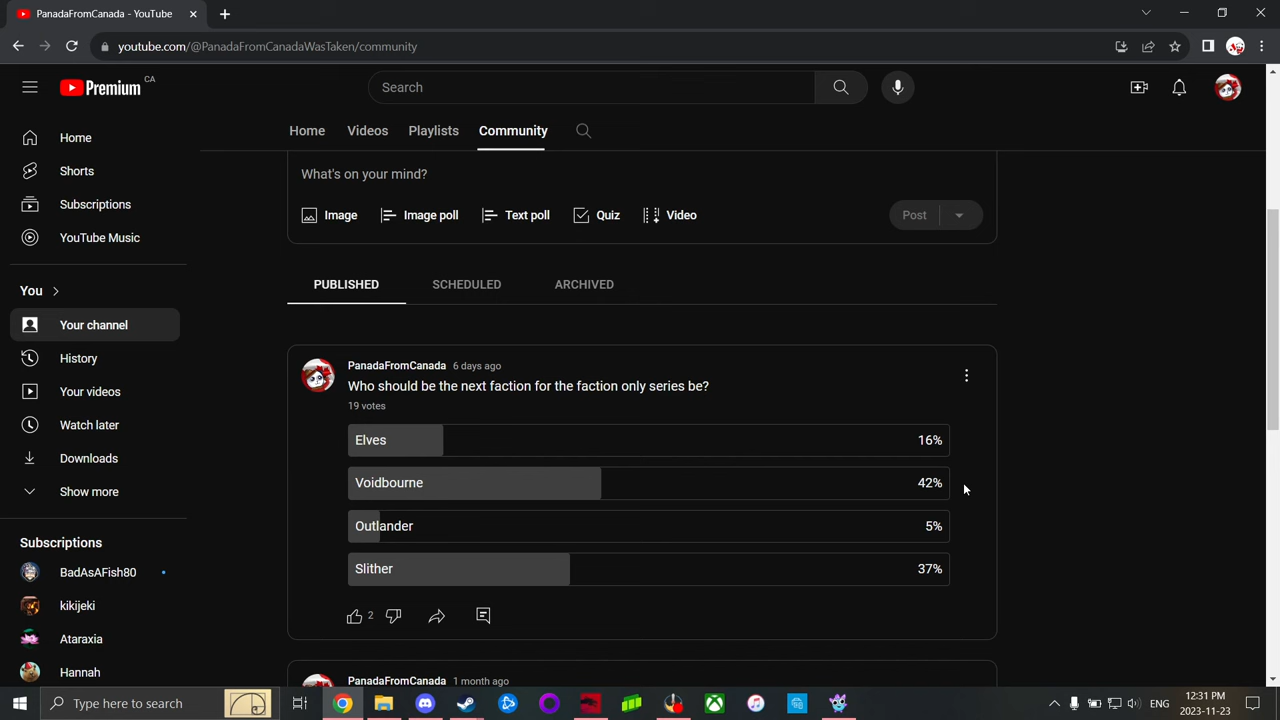 PanadaFromCanada - YouTube
youtube.com/@PanadaFromCanadaWasTaken/community
Premium CA
Search
Home
Videos
Playlists
Community
Home
Shorts
Subscriptions
YouTube Music
You
Your channel
History
Your videos
Watch later
Downloads
Show more
Subscriptions
BadAsAFish80
kikijeki
Ataraxia
Hannah
What's on your mind?
Image
Image poll
Text poll
Quiz
Video
Post
PUBLISHED
SCHEDULED
ARCHIVED
PanadaFromCanada 6 days ago
Who should be the next faction for the faction only series be?
19 votes
Elves 16%
Voidbourne 42%
Outlander 5%
Slither 37%
2
PanadaFromCanada 1 month ago
Type here to search
ENG
12:31 PM
2023-11-23